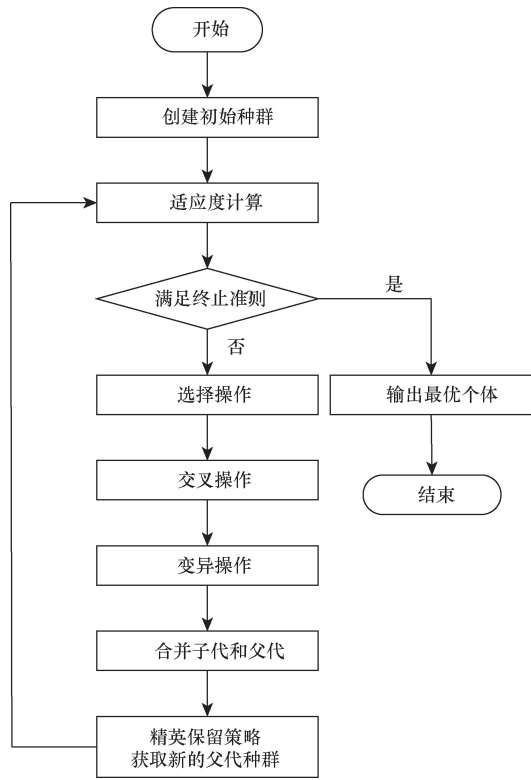 开始
创建初始种群
适应度计算
满足终止准则
是
否
选择操作
输出最优个体
交叉操作
结束
变异操作
合并子代和父代
精英保留策略
获取新的父代种群